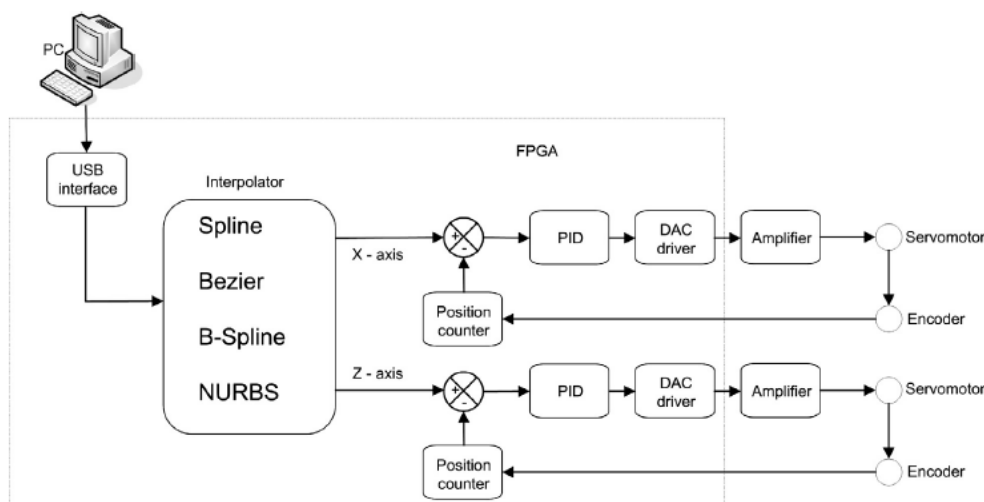 PC
FPGA
USB
interface
Interpolator
Spline
Bezier
B-Spline
NURBS
X - axis
+
-
PID
DAC
driver
Amplifier
Servomotor
Position
counter
Encoder
Z - axis
+
-
PID
DAC
driver
Amplifier
Servomotor
Position
counter
Encoder